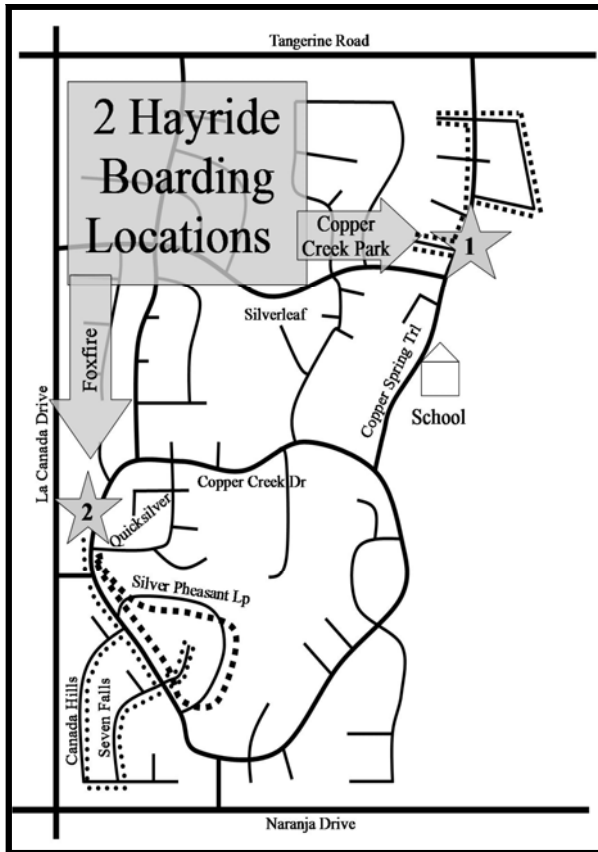 Tangerine Road
2 Hayride
Boarding
Locations
Copper
Creek Park
1
Foxfire
Silverleaf
Copper Spring Trl
School
La Canada Drive
Copper Creek Dr
2
Quicksilver
Silver Pheasant Lp
Canada Hills
Seven Falls
Naranja Drive